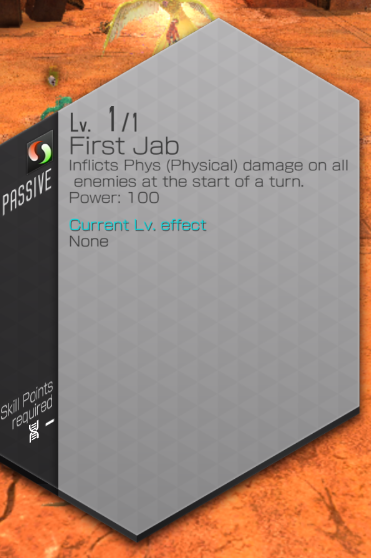 Lv. 1/1
First Jab
Inflicts Phys (Physical) damage on all
enemies at the start of a turn.
Power: 100
Current Lv. effect
None
PASSIVE
Skill Points
required
–